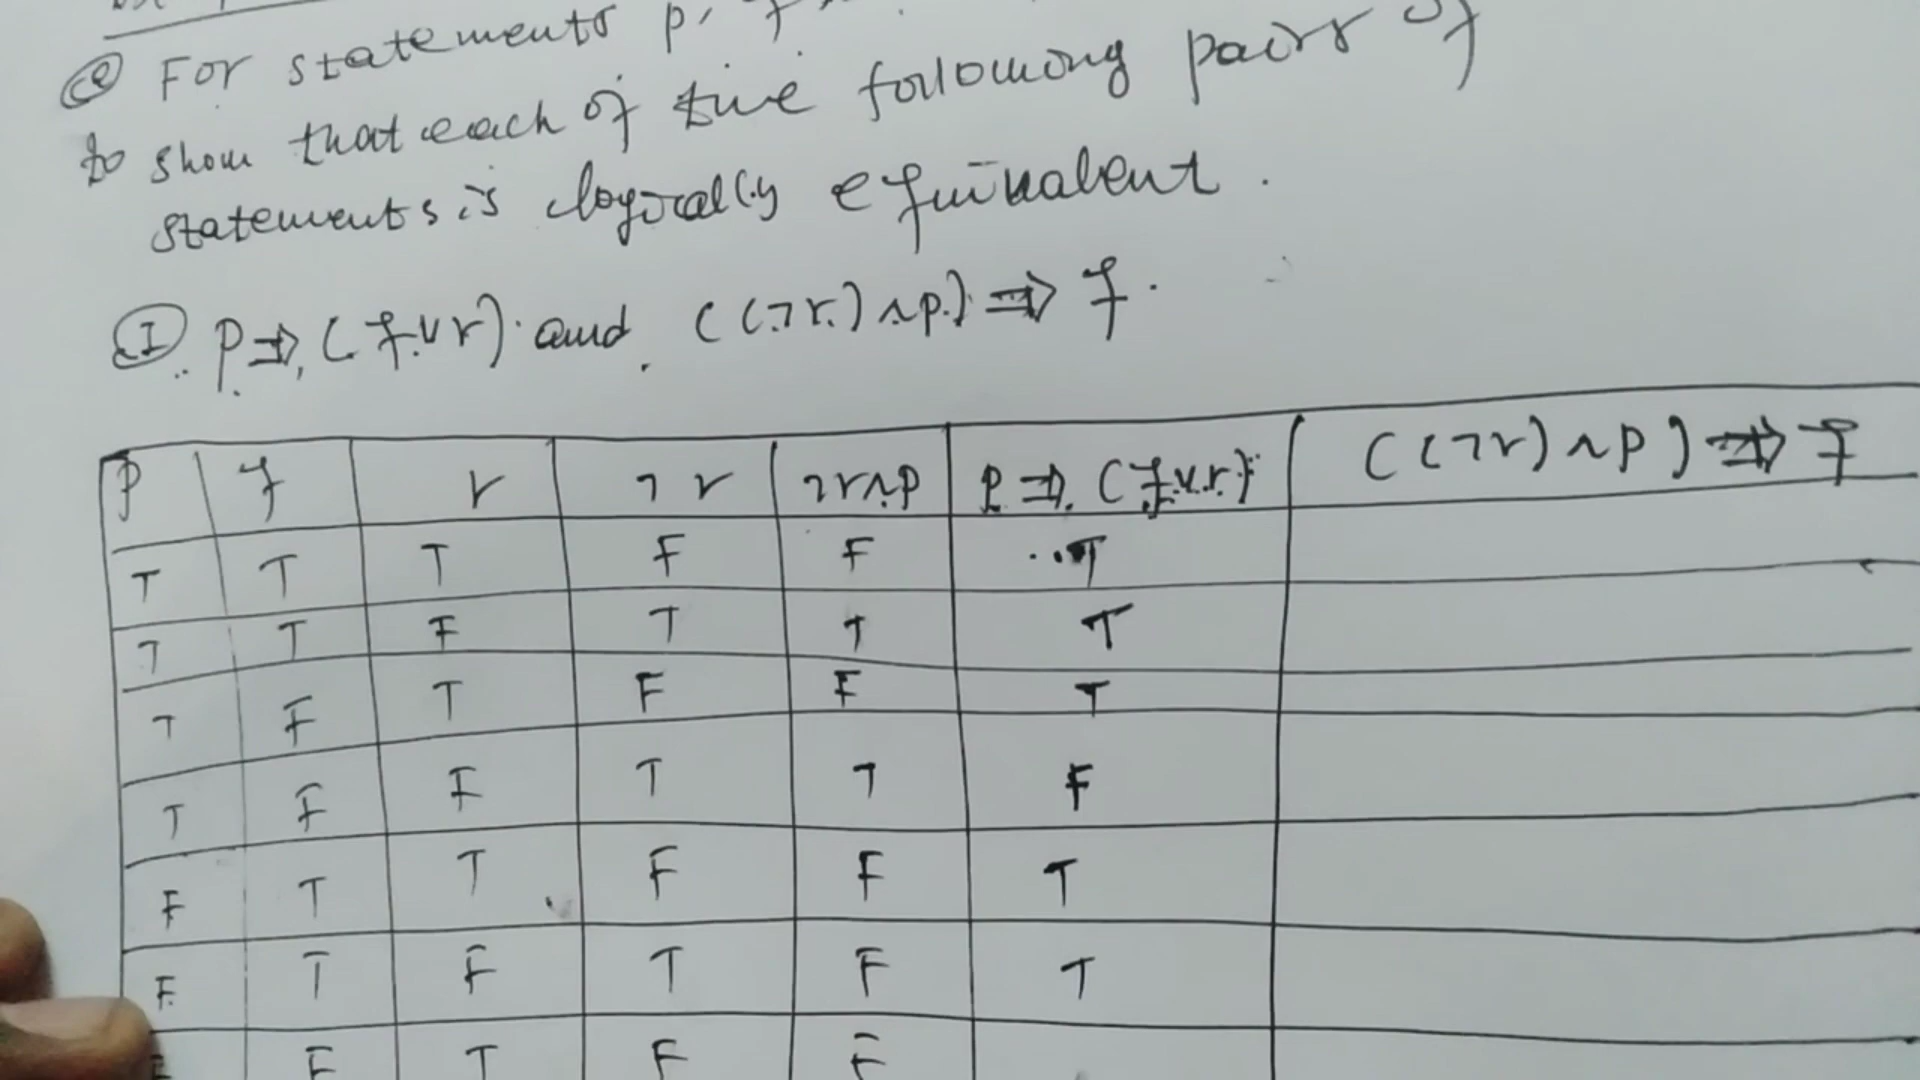 (e) For statements p,
to show that each of the following pairs of
statements is logically equivalent.
(I) p ⇒ (q ∨ r) and ((¬r) ∧ p) ⇒ q.
p q r ¬r ¬r∧p p ⇒ (q∨r) ((¬r)∧p) ⇒ q
T T T F F T
T T F T T T
T F T F F T
T F F T T F
F T T F F T
F T F T F T
F F T F F